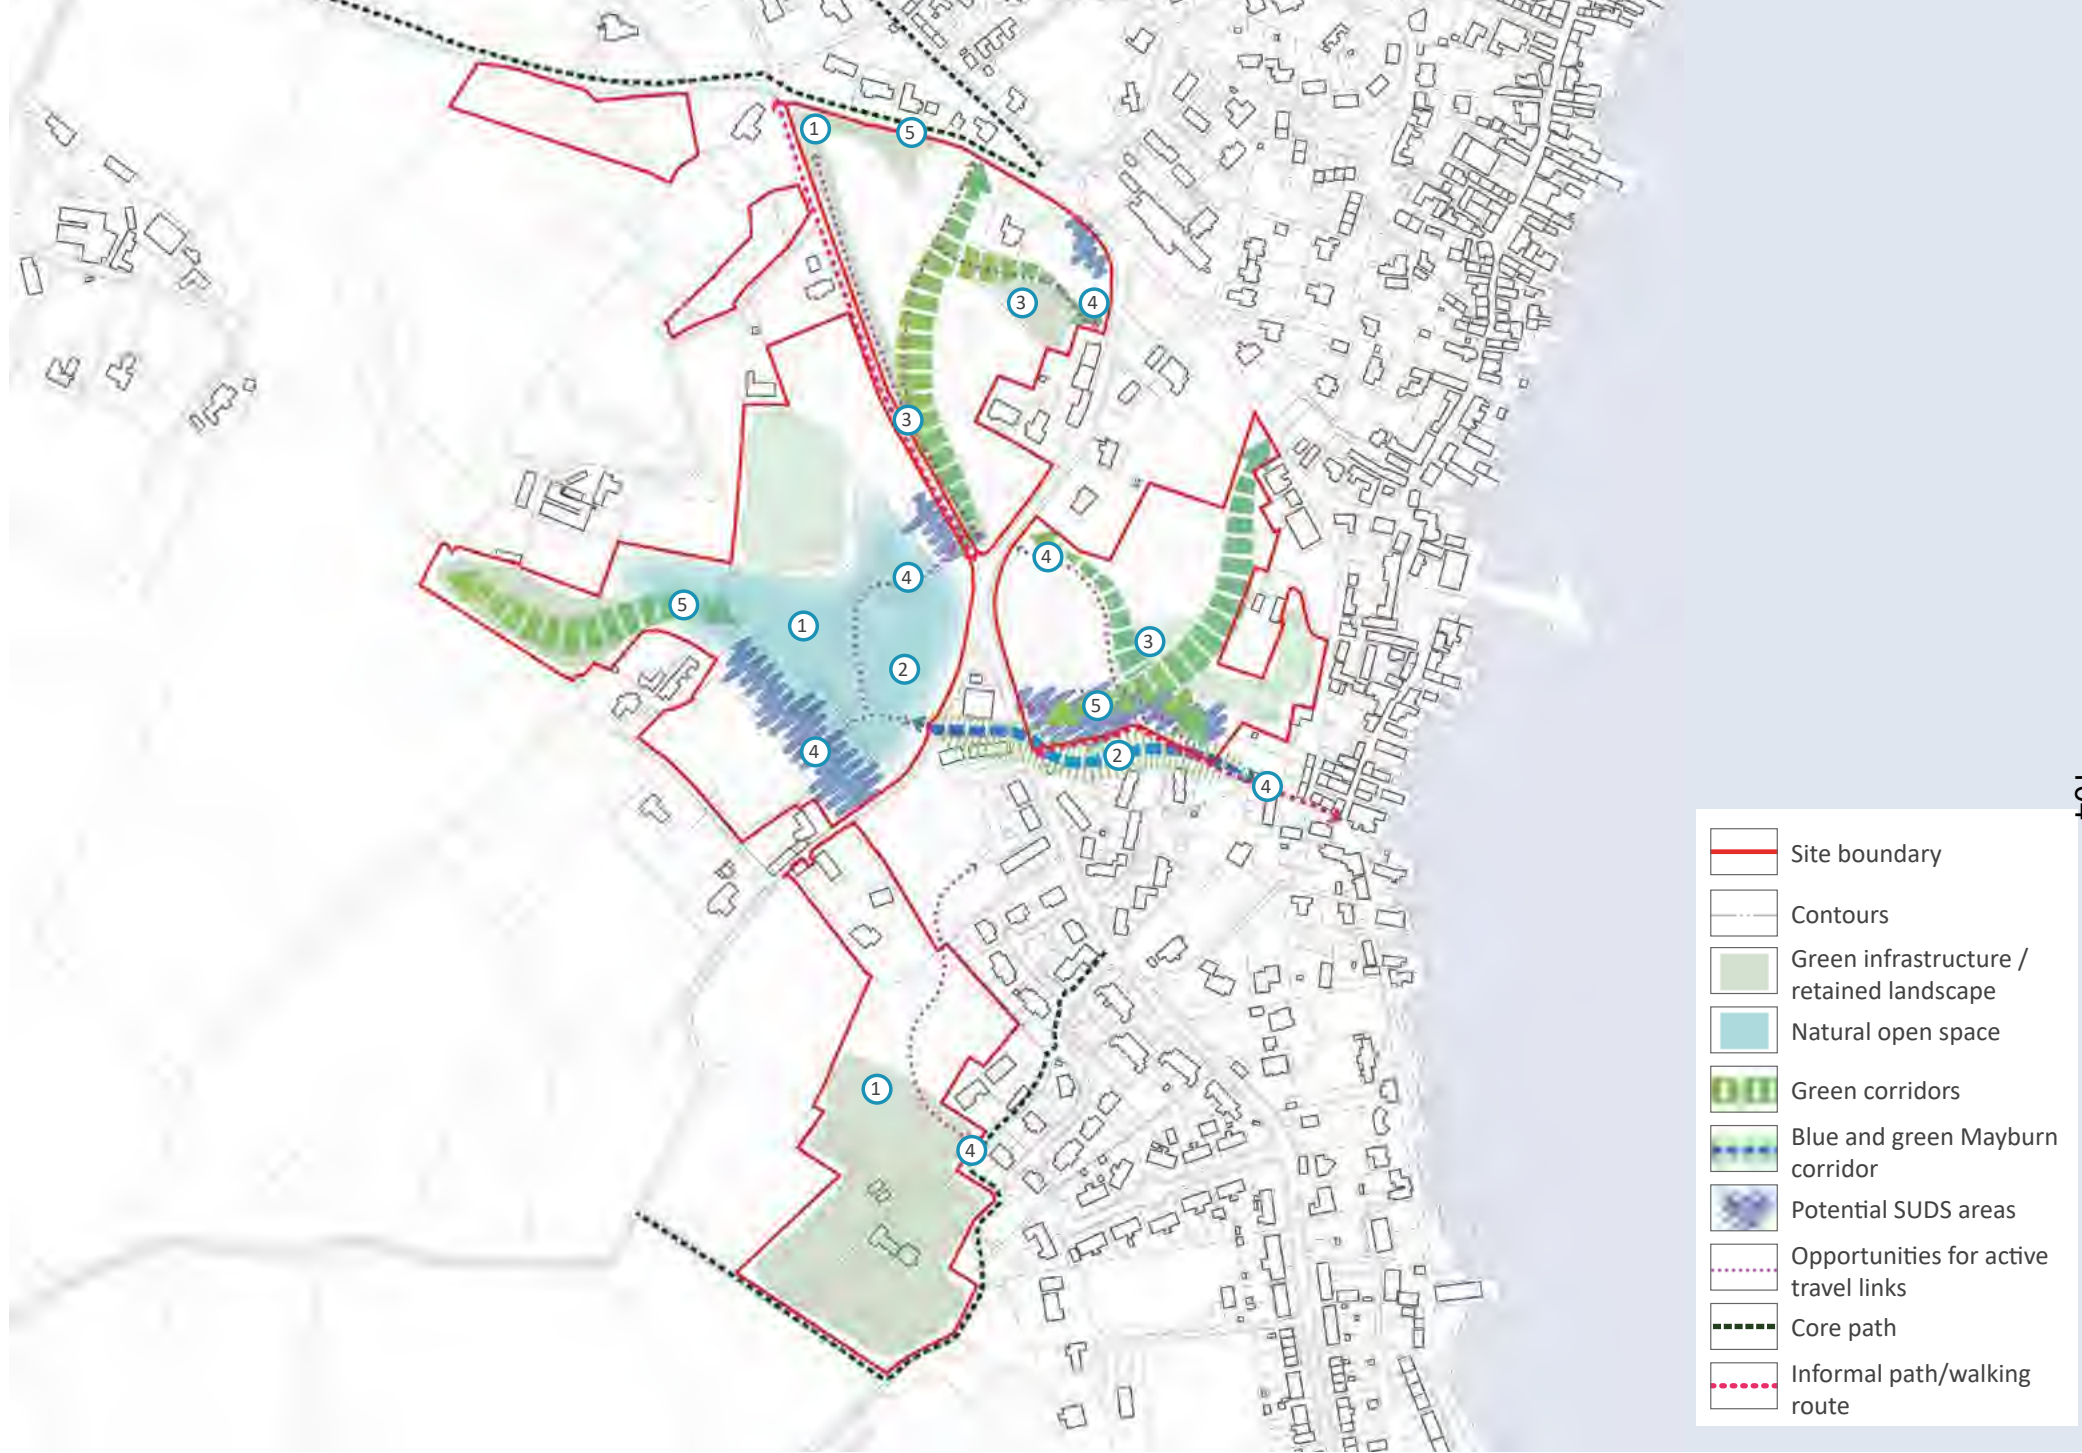 1
5
3
4
3
4
4
5
1
3
2
5
4
2
4
1
4
Site boundary
Contours
Green infrastructure /
retained landscape
Natural open space
Green corridors
Blue and green Mayburn
corridor
Potential SUDS areas
Opportunities for active
travel links
Core path
Informal path/walking
route